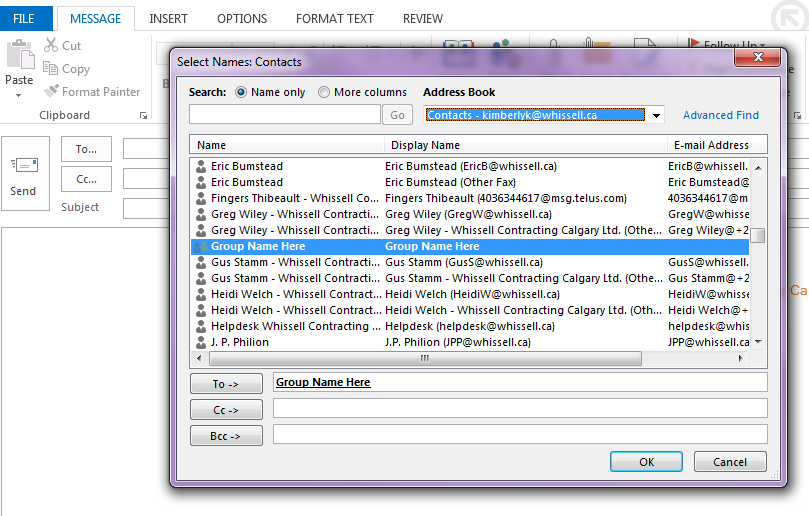 FILE MESSAGE INSERT OPTIONS FORMAT TEXT REVIEW
Cut
Copy
Format Painter
Paste
Clipboard
Follow Up
Select Names: Contacts
Search: Name only More columns Address Book
Go Contacts - kimberlyk@whissell.ca Advanced Find
Name Display Name E-mail Address
Eric Bumstead Eric Bumstead (EricB@whissell.ca) EricB@whissell.
Eric Bumstead Eric Bumstead (Other Fax) Eric Bumstead@
Fingers Thibeault - Whissell Co... Fingers Thibeault (4036344617@msg.telus.com) 4036344617@m
Greg Wiley - Whissell Contracti... Greg Wiley (GregW@whissell.ca) GregW@whissel
Greg Wiley - Whissell Contracti... Greg Wiley - Whissell Contracting Calgary Ltd. (Othe... Greg Wiley@+2
Group Name Here Group Name Here
Gus Stamm - Whissell Contract... Gus Stamm (GusS@whissell.ca) GusS@whissell.
Gus Stamm - Whissell Contract... Gus Stamm - Whissell Contracting Calgary Ltd. (Othe... Gus Stamm@+2
Heidi Welch - Whissell Contract... Heidi Welch (HeidiW@whissell.ca) HeidiW@whisse
Heidi Welch - Whissell Contract... Heidi Welch - Whissell Contracting Calgary Ltd. (Othe... Heidi Welch@+
Helpdesk Whissell Contracting ... Helpdesk (helpdesk@whissell.ca) helpdesk@whis
J. P. Philion J.P. Philion (JPP@whissell.ca) JPP@whissell.ca
To -> Group Name Here
Cc ->
Bcc ->
OK Cancel
To...
Cc...
Send
Subject
Ca